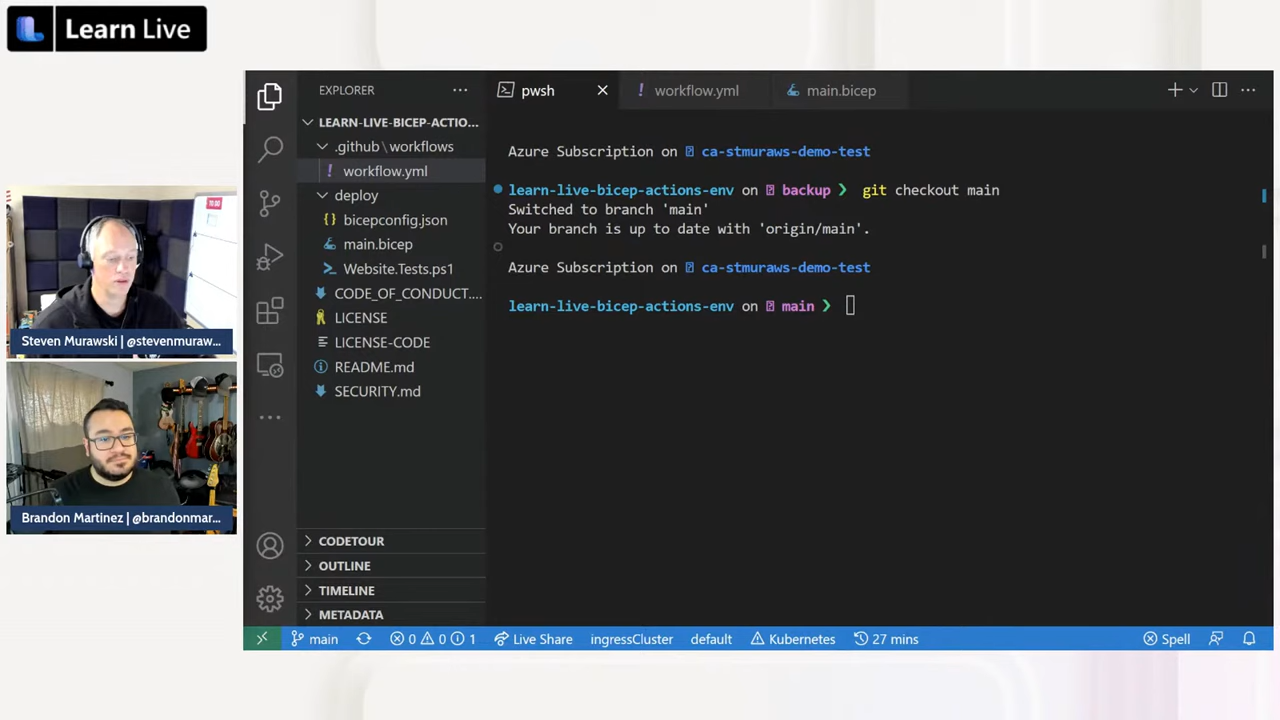 Learn Live
EXPLORER
pwsh
workflow.yml
main.bicep
LEARN-LIVE-BICEP-ACTIO...
.github\workflows
workflow.yml
deploy
bicepconfig.json
main.bicep
Website.Tests.ps1
CODE_OF_CONDUCT....
LICENSE
LICENSE-CODE
README.md
SECURITY.md
CODETOUR
OUTLINE
TIMELINE
METADATA
Azure Subscription on ca-stmuraws-demo-test
learn-live-bicep-actions-env on backup ❯ git checkout main
Switched to branch 'main'
Your branch is up to date with 'origin/main'.
Azure Subscription on ca-stmuraws-demo-test
learn-live-bicep-actions-env on main ❯
Steven Murawski | @stevenmuraw...
Brandon Martinez | @brandonmar...
main 0 0 1 Live Share ingressCluster default Kubernetes 27 mins Spell